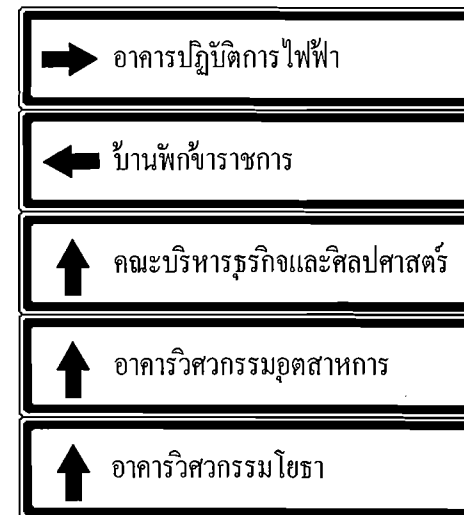 อาคารปฏิบัติการไฟฟ้า
บ้านพักข้าราชการ
คณะบริหารธุรกิจและศิลปศาสตร์
อาคารวิศวกรรมอุตสาหการ
อาคารวิศวกรรมโยธา